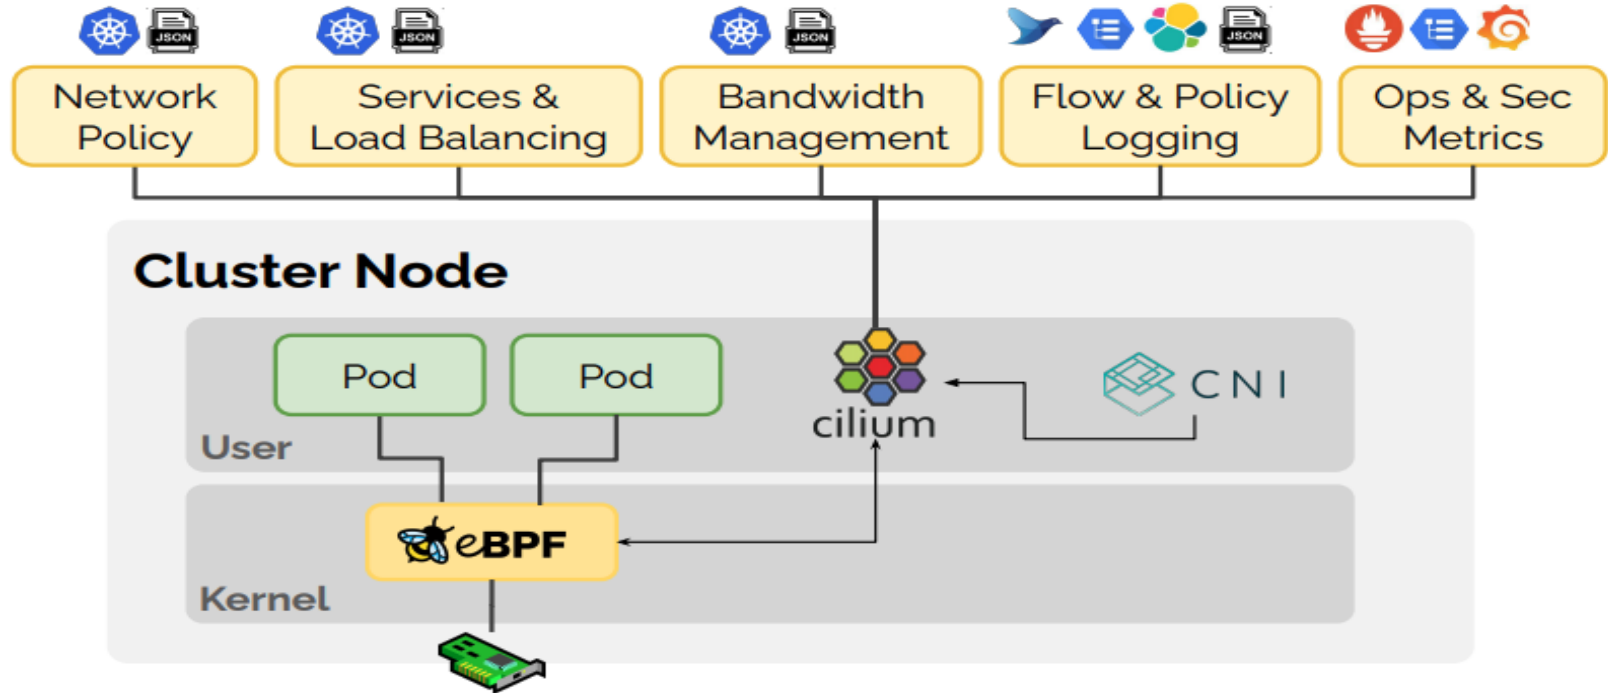 JSON
JSON
JSON
JSON
Network
Policy
Services &
Load Balancing
Bandwidth
Management
Flow & Policy
Logging
Ops & Sec
Metrics
Cluster Node
Pod
Pod
cilium
CNI
User
eBPF
Kernel